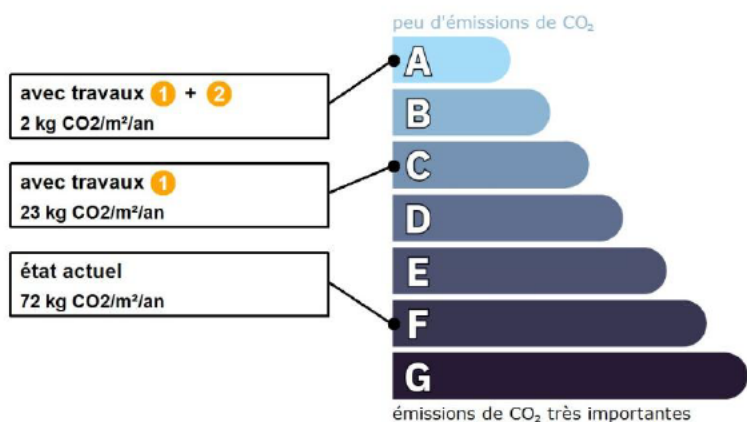 peu d'émissions de CO₂
A
avec travaux 1 + 2
2 kg CO2/m²/an
B
avec travaux 1
23 kg CO2/m²/an
C
D
état actuel
72 kg CO2/m²/an
E
F
G
émissions de CO₂ très importantes